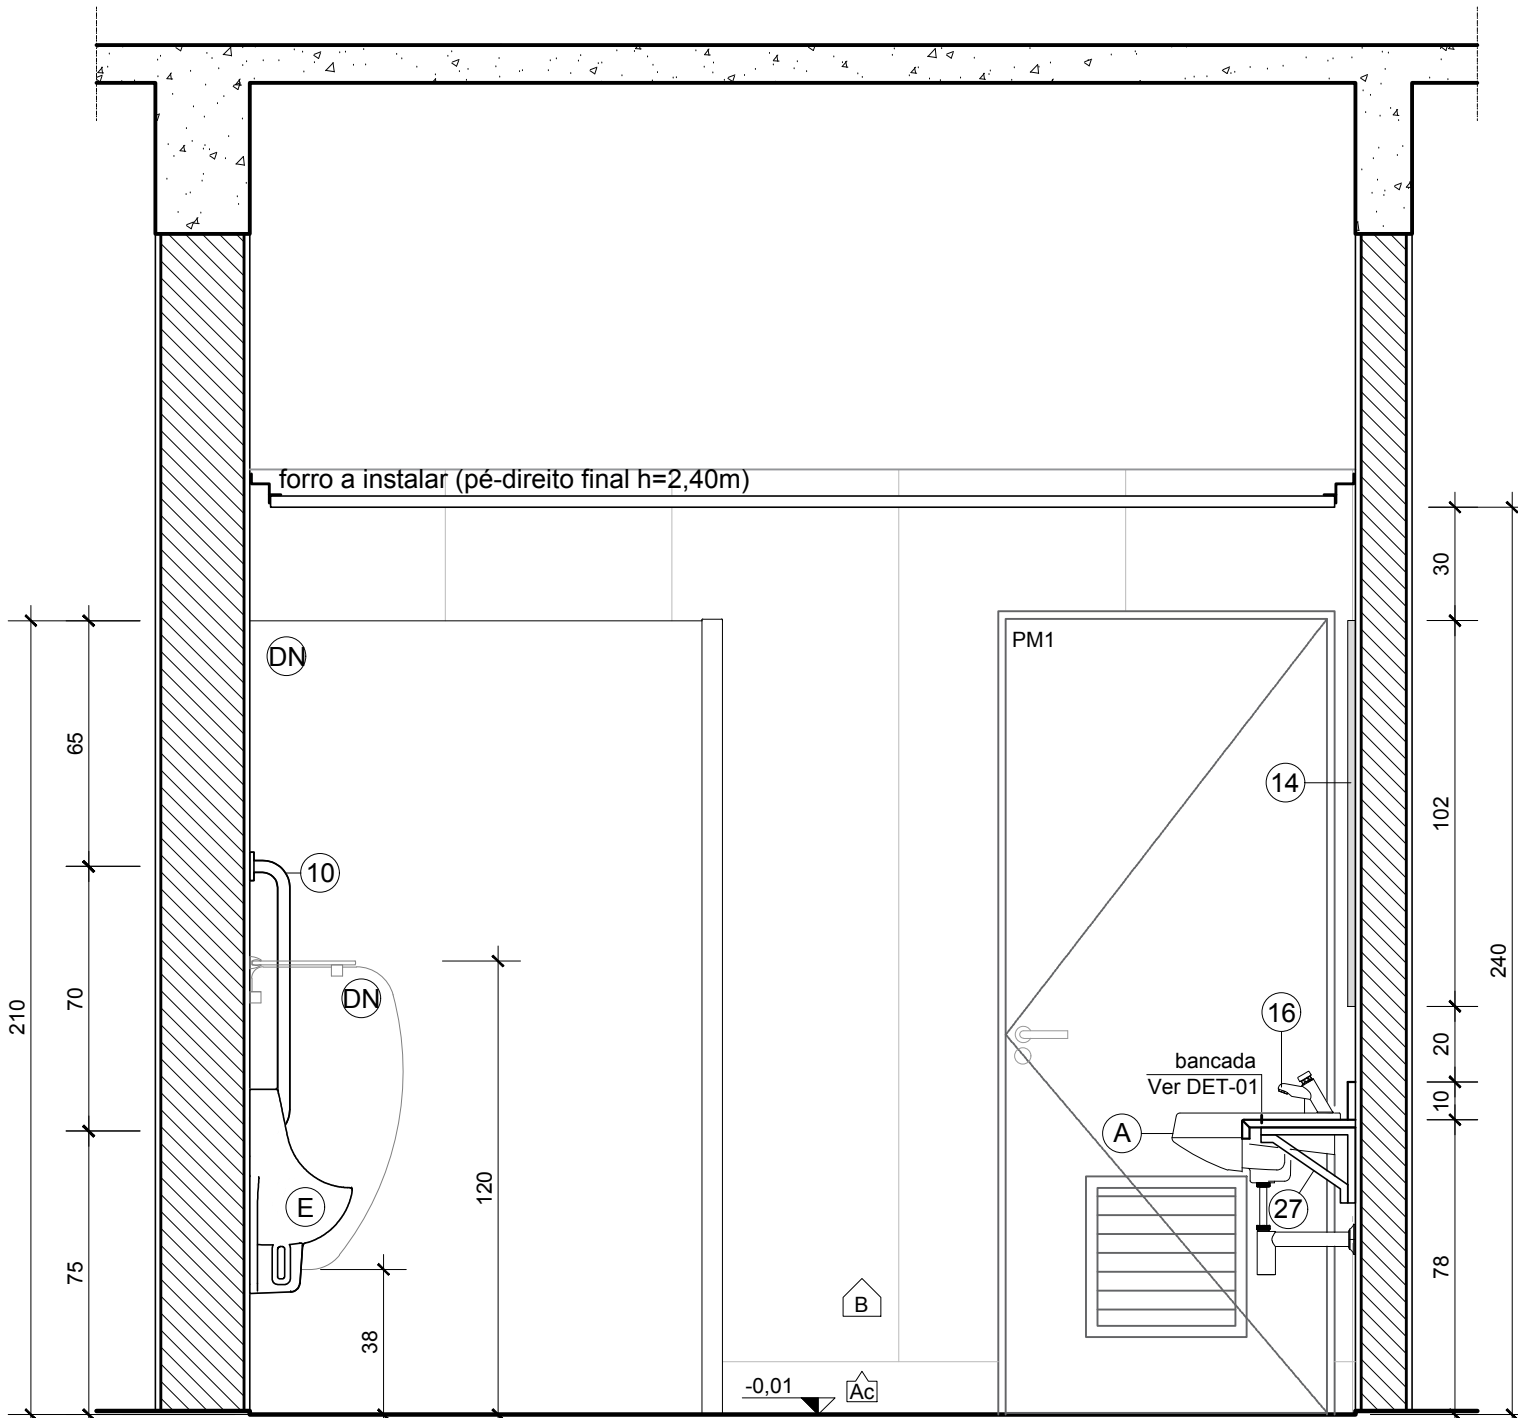 forro a instalar (pé-direito final h=2,40m)
30
DN
PM1
65
14
102
10
240
210
70
DN
16
20
bancada
Ver DET-01
10
A
120
E
27
75
78
B
38
-0,01
Ac